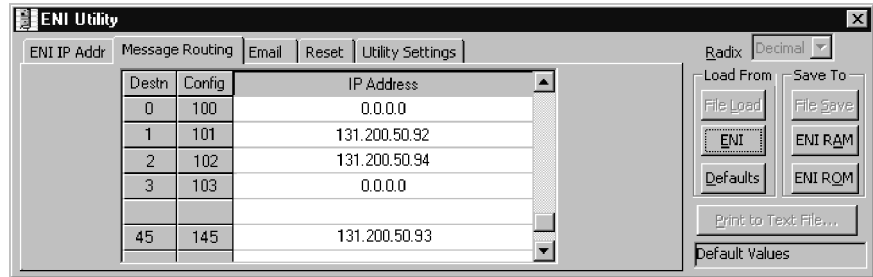 ENI Utility
ENI IP Addr Message Routing Email Reset Utility Settings
Radix Decimal
Destn Config IP Address
0 100 0.0.0.0
1 101 131.200.50.92
2 102 131.200.50.94
3 103 0.0.0.0
45 145 131.200.50.93
Load From Save To
File Load File Save
ENI ENI RAM
Defaults ENI ROM
Print to Text File...
Default Values